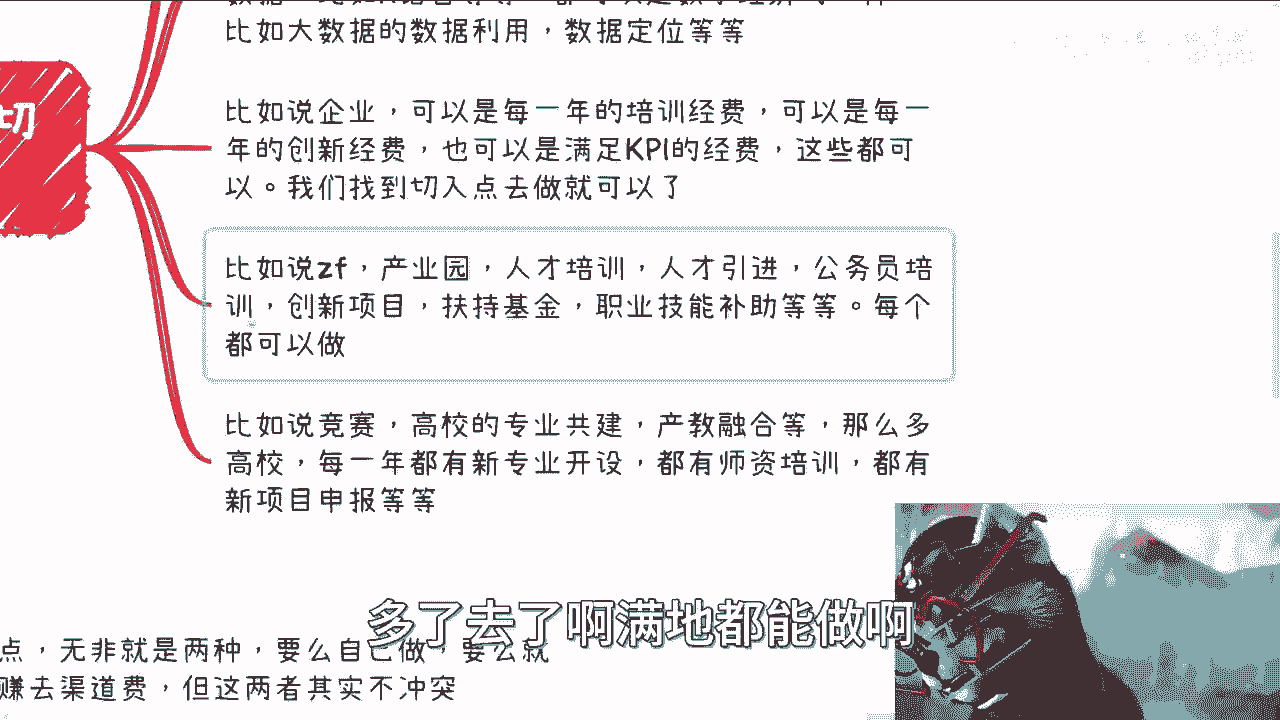 比如大数据的数据利用，数据定位等等
切
比如说企业，可以是每一年的培训经费，可以是每一
年的创新经费，也可以是满足KPI的经费，这些都可
以。我们找到切入点去做就可以了
比如说zf，产业园，人才培训，人才引进，公务员培
训，创新项目，扶持基金，职业技能补助等等。每个
都可以做
比如说竞赛，高校的专业共建，产教融合等，那么多
高校，每一年都有新专业开设，都有师资培训，都有
新项目申报等等
多了去了啊满地都能做啊
点，无非就是两种，要么自己做，要么就
赚去渠道费，但这两者其实不冲突